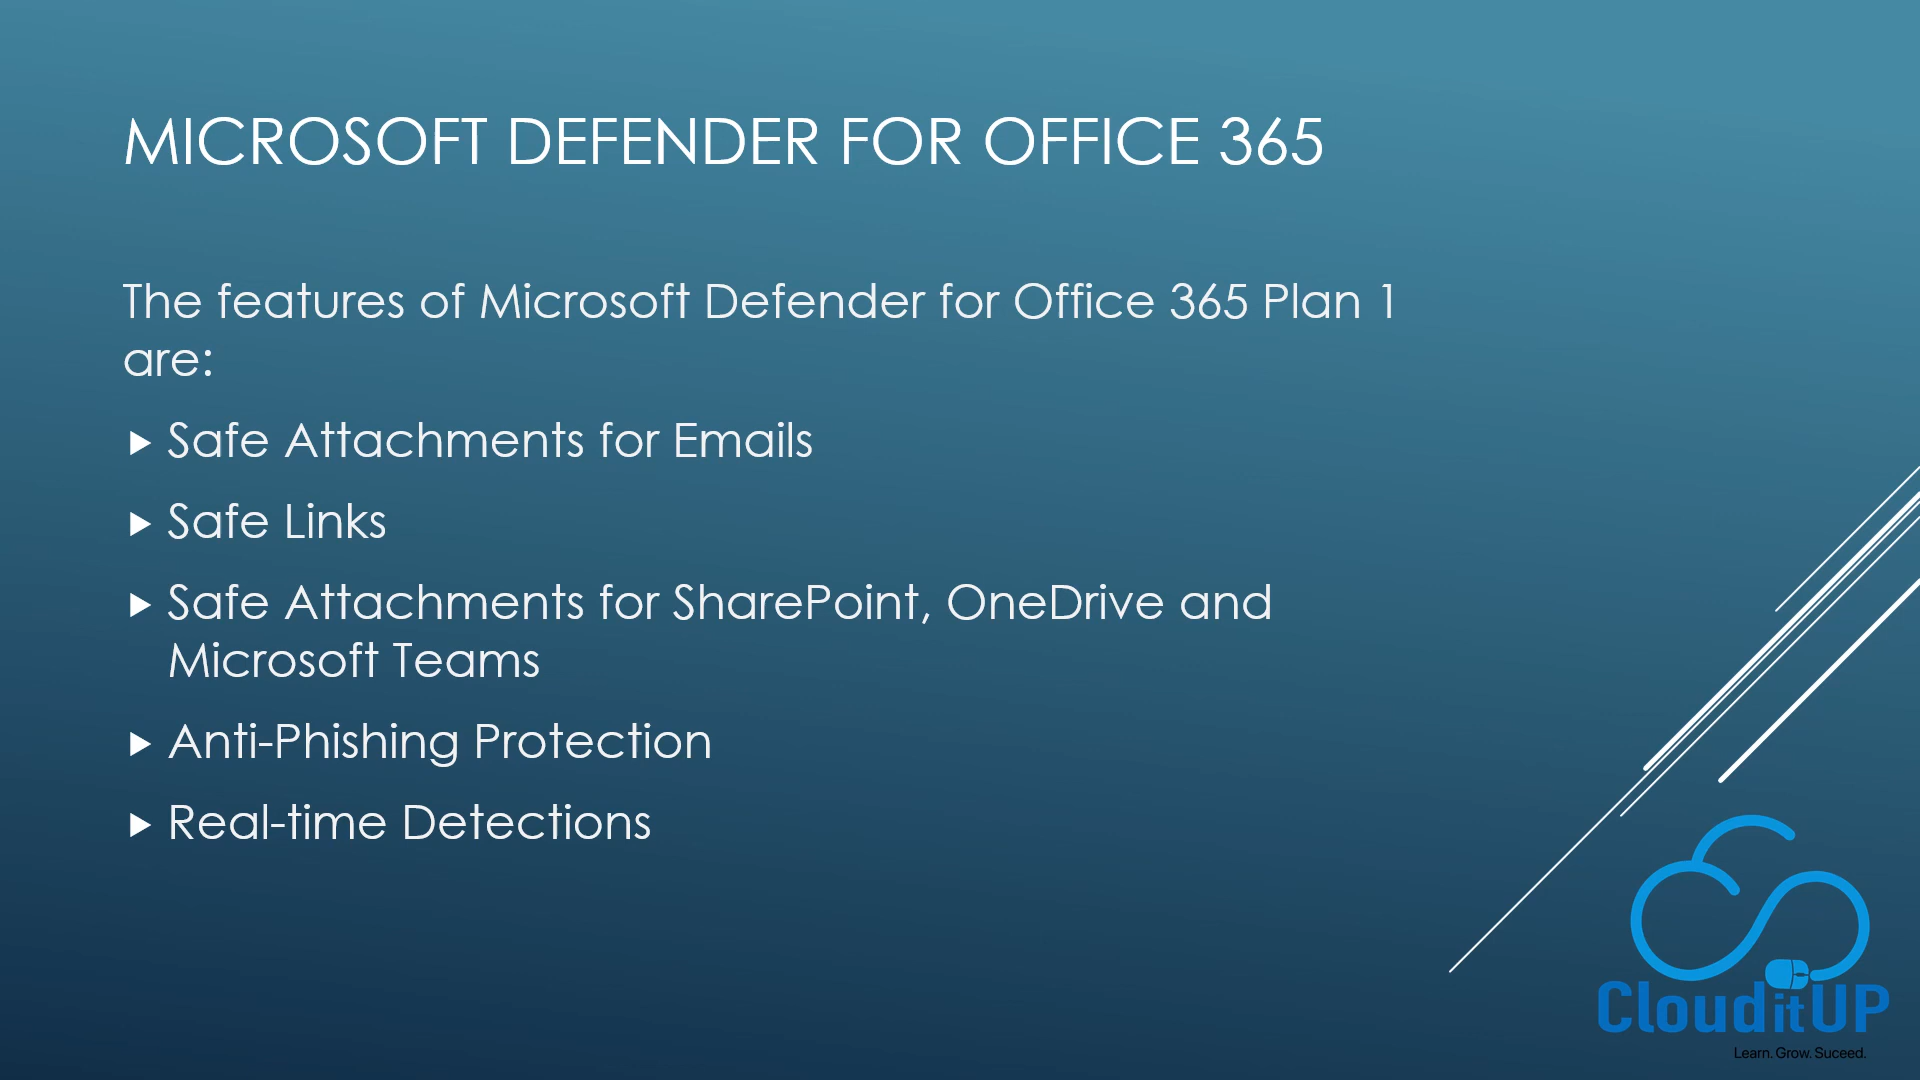 MICROSOFT DEFENDER FOR OFFICE 365
The features of Microsoft Defender for Office 365 Plan 1
are:
Safe Attachments for Emails
Safe Links
Safe Attachments for SharePoint, OneDrive and
Microsoft Teams
Anti-Phishing Protection
Real-time Detections
ClouditUP
Learn. Grow. Suceed.